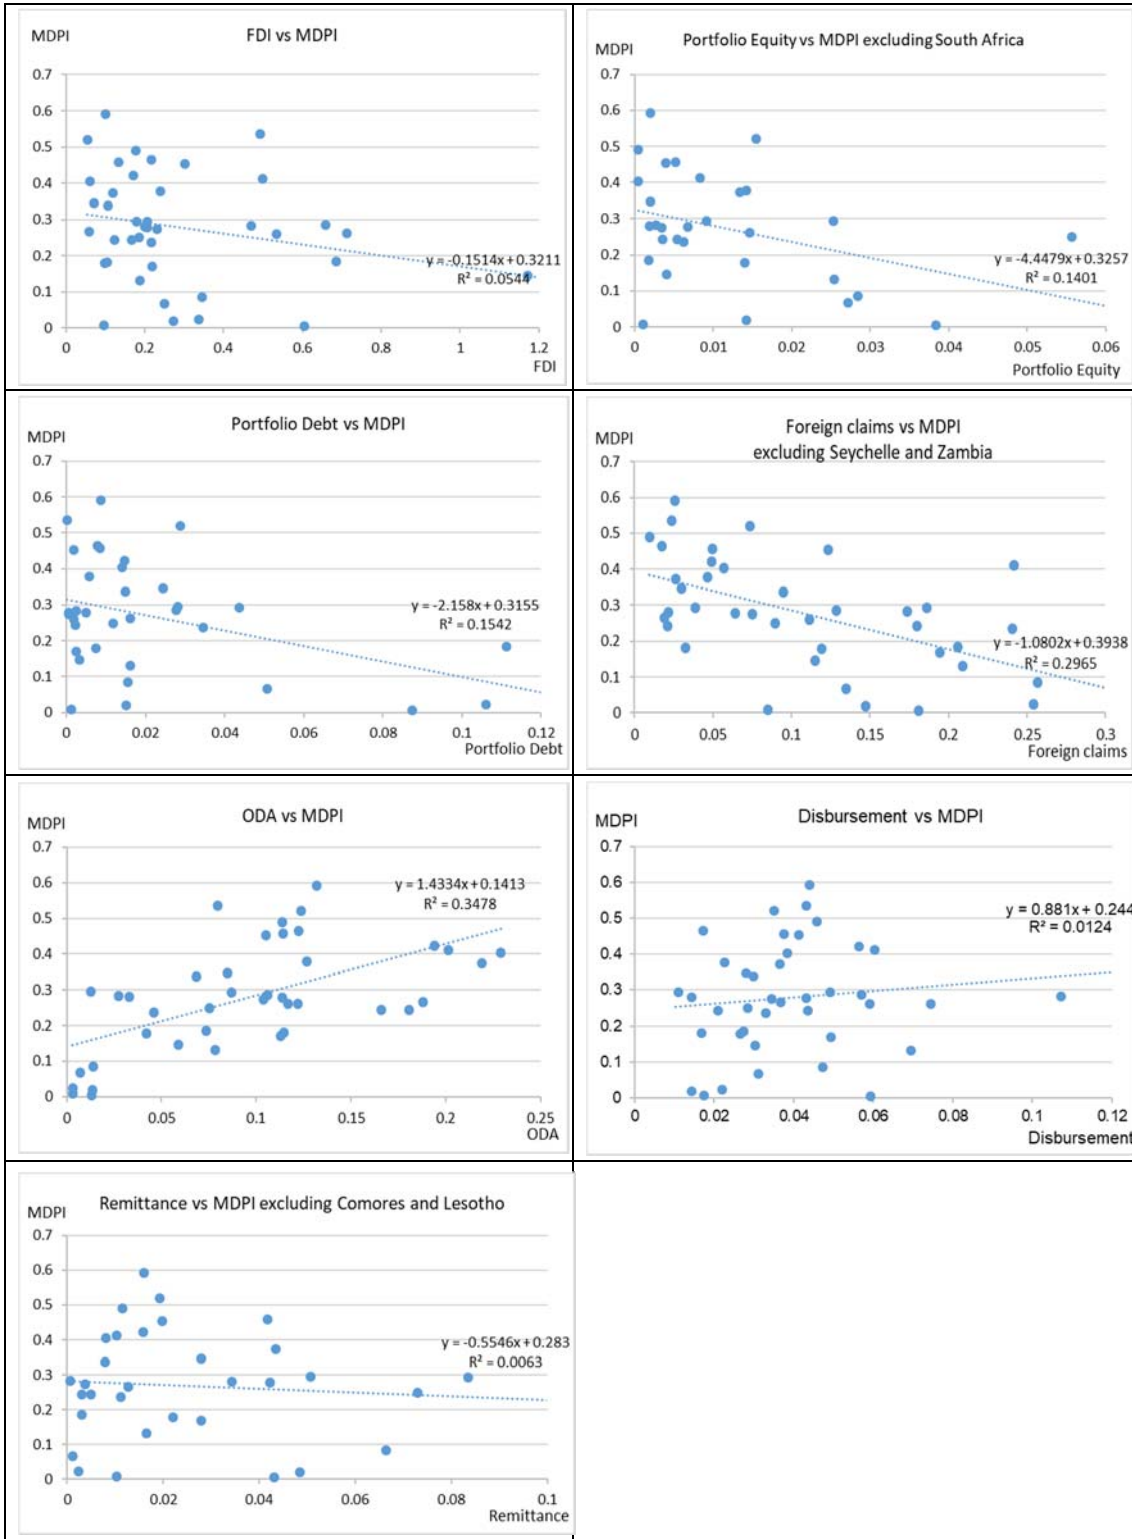 FDI vs MDPI
MDPI
0.7
0.6
0.5
0.4
0.3
0.2
0.1
0
y = -0.1514x + 0.3211
R² = 0.0544
0 0.2 0.4 0.6 0.8 1 1.2
FDI
Portfolio Equity vs MDPI excluding South Africa
MDPI
0.7
0.6
0.5
0.4
0.3
0.2
0.1
0
y = -4.4479x + 0.3257
R² = 0.1401
0 0.01 0.02 0.03 0.04 0.05 0.06
Portfolio Equity
Portfolio Debt vs MDPI
MDPI
0.7
0.6
0.5
0.4
0.3
0.2
0.1
0
y = -2.158x + 0.3155
R² = 0.1542
0 0.02 0.04 0.06 0.08 0.1 0.12
Portfolio Debt
Foreign claims vs MDPI
excluding Seychelle and Zambia
MDPI
0.7
0.6
0.5
0.4
0.3
0.2
0.1
0
y = -1.0802x + 0.3938
R² = 0.2965
0 0.05 0.1 0.15 0.2 0.25 0.3
Foreign claims
ODA vs MDPI
MDPI
0.7
0.6
0.5
0.4
0.3
0.2
0.1
0
y = 1.4334x + 0.1413
R² = 0.3478
0 0.05 0.1 0.15 0.2 0.25
ODA
Disbursement vs MDPI
MDPI
0.7
0.6
0.5
0.4
0.3
0.2
0.1
0
y = 0.881x + 0.244
R² = 0.0124
0 0.02 0.04 0.06 0.08 0.1 0.12
Disbursement
Remittance vs MDPI excluding Comores and Lesotho
MDPI
0.7
0.6
0.5
0.4
0.3
0.2
0.1
0
y = -0.5546x + 0.283
R² = 0.0063
0 0.02 0.04 0.06 0.08 0.1
Remittance